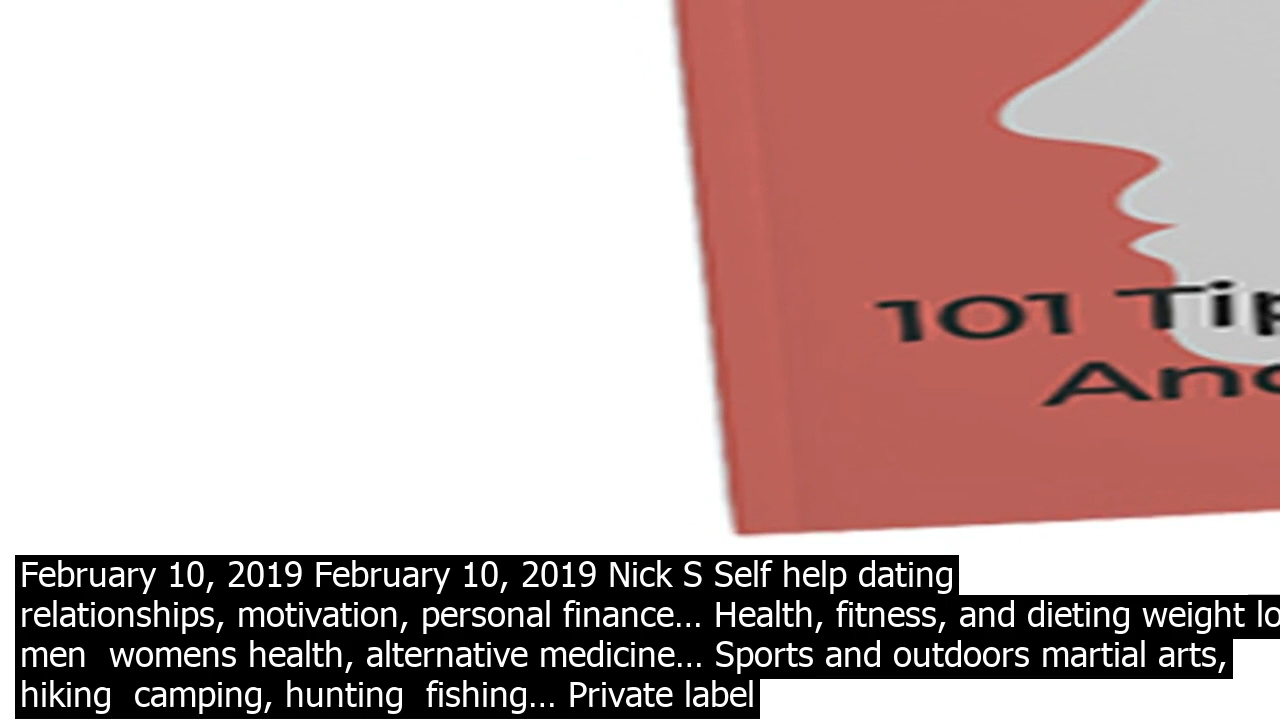 101 Tip
And
February 10, 2019 February 10, 2019 Nick S Self help dating
relationships, motivation, personal finance... Health, fitness, and dieting weight lo
men  womens health, alternative medicine... Sports and outdoors martial arts,
hiking  camping, hunting  fishing... Private label